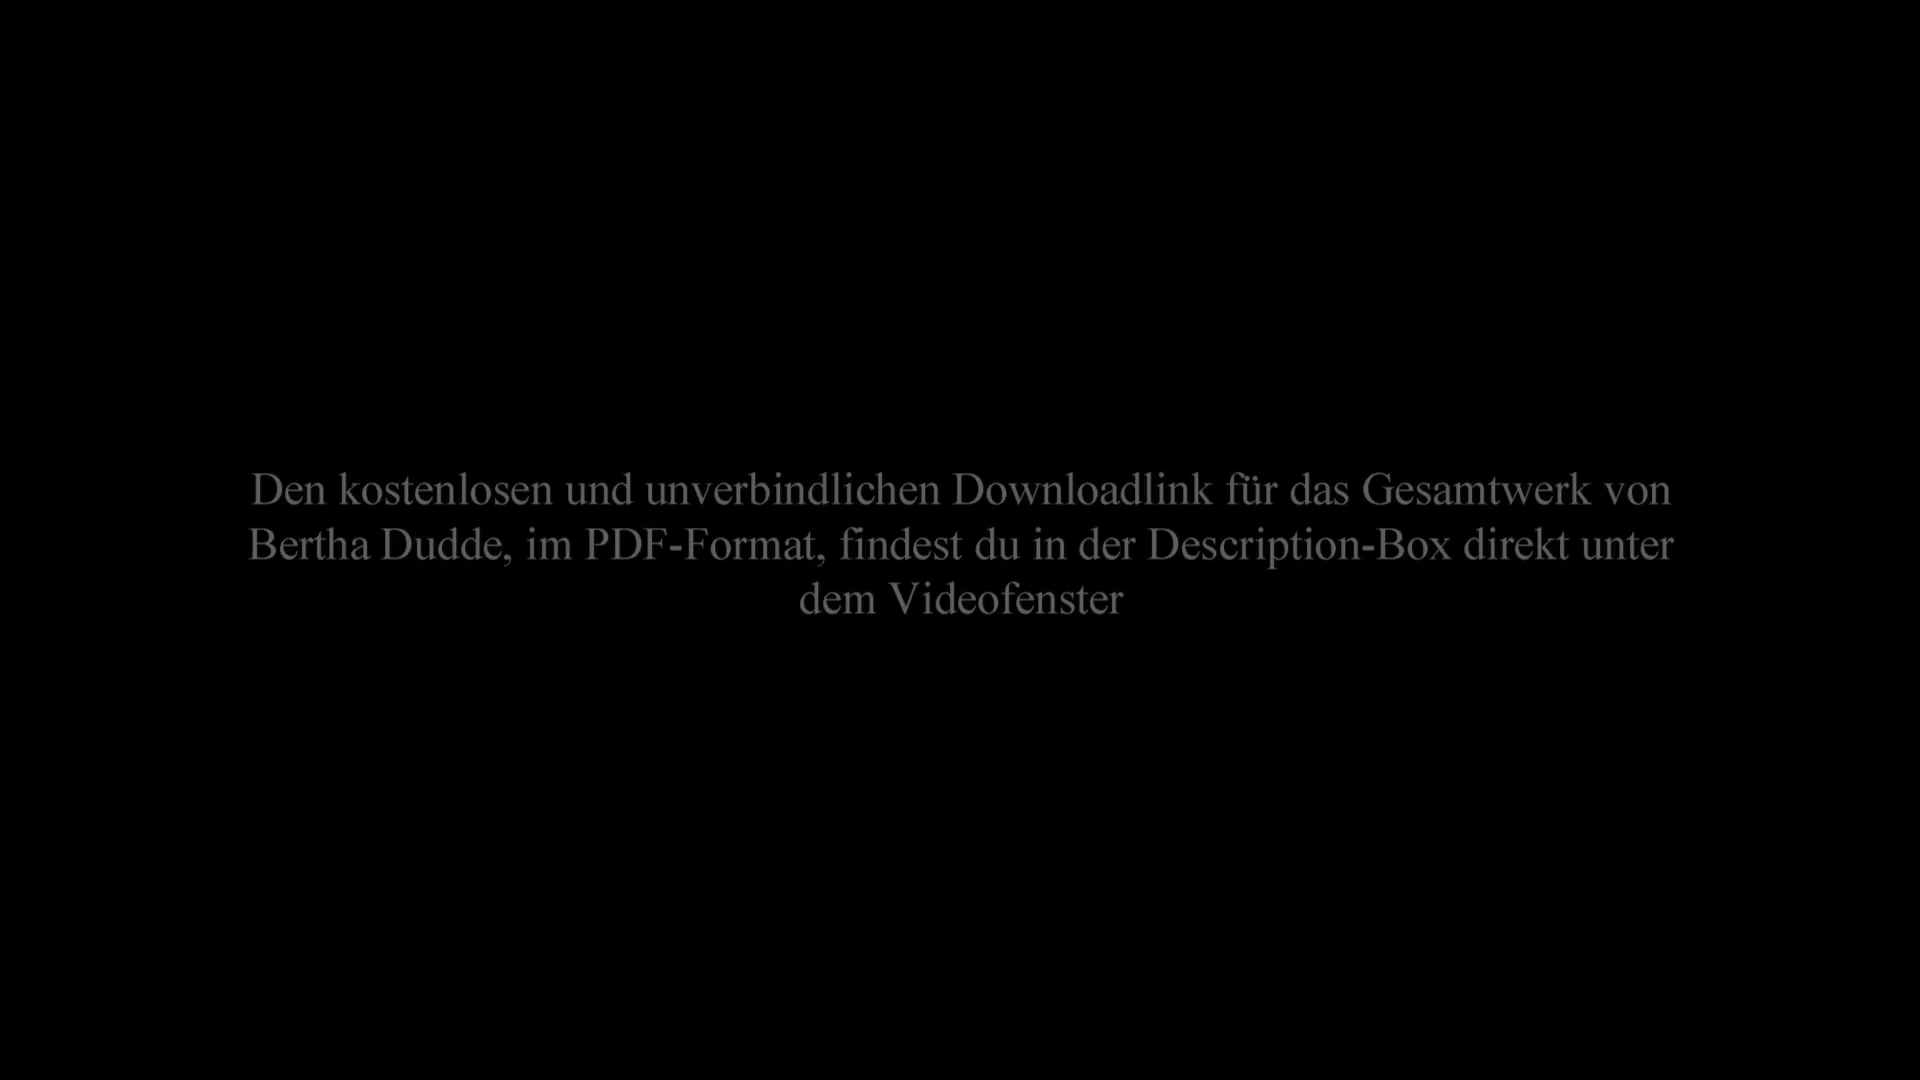 Den kostenlosen und unverbindlichen Downloadlink für das Gesamtwerk von
Bertha Dudde, im PDF-Format, findest du in der Description-Box direkt unter
dem Videofenster